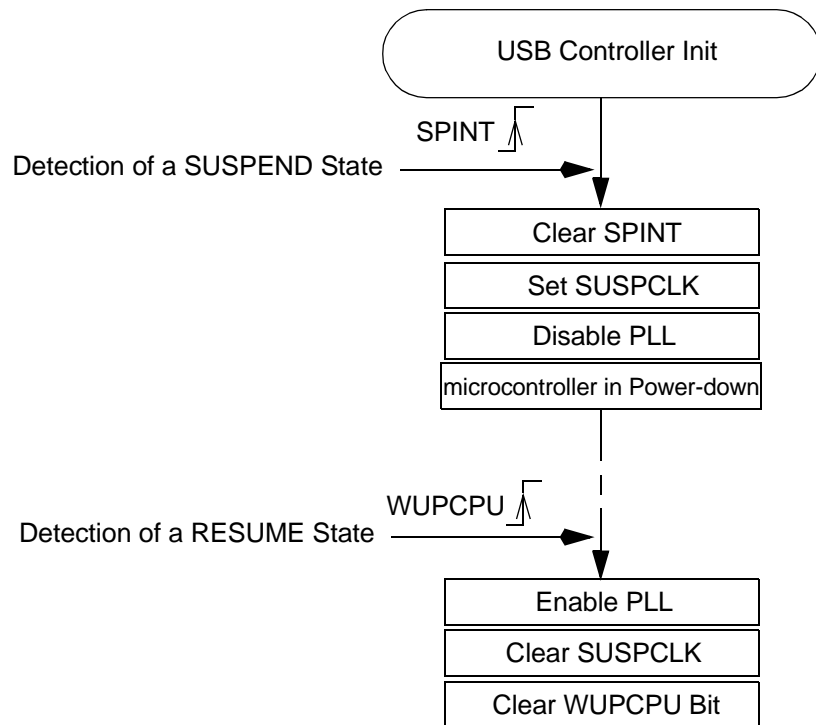 USB Controller Init
SPINT
Detection of a SUSPEND State
Clear SPINT
Set SUSPCLK
Disable PLL
microcontroller in Power-down
WUPCPU
Detection of a RESUME State
Enable PLL
Clear SUSPCLK
Clear WUPCPU Bit